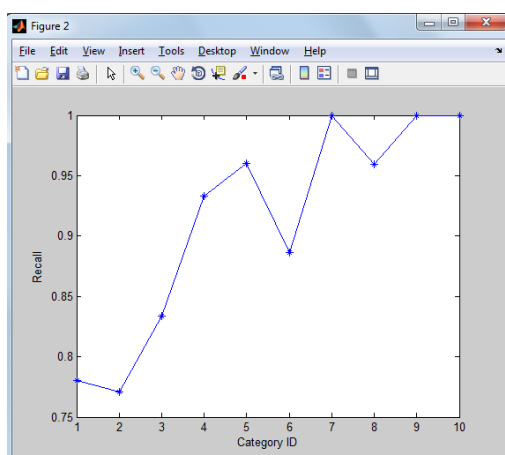 Figure 2
File Edit View Insert Tools Desktop Window Help
1
0.95
0.9
0.85
0.8
0.75
Recall
1 2 3 4 5 6 7 8 9 10
Category ID